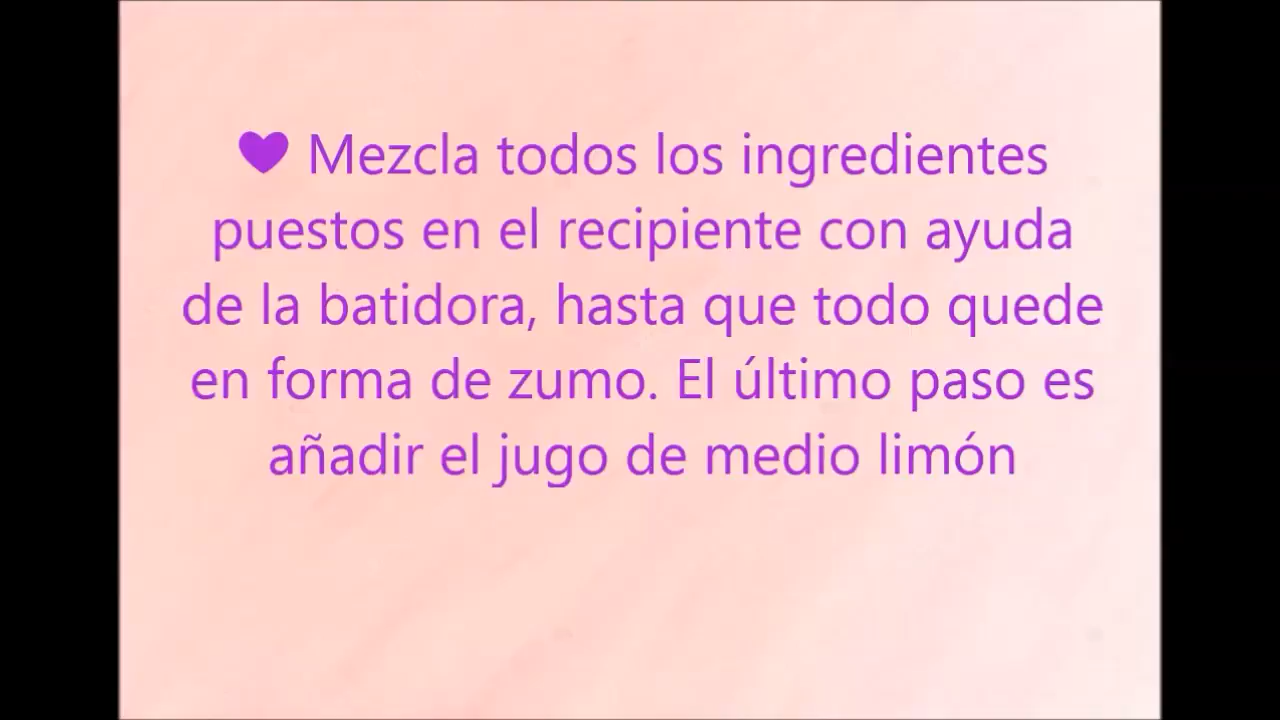 💜 Mezcla todos los ingredientes
puestos en el recipiente con ayuda
de la batidora, hasta que todo quede
en forma de zumo. El último paso es
añadir el jugo de medio limón